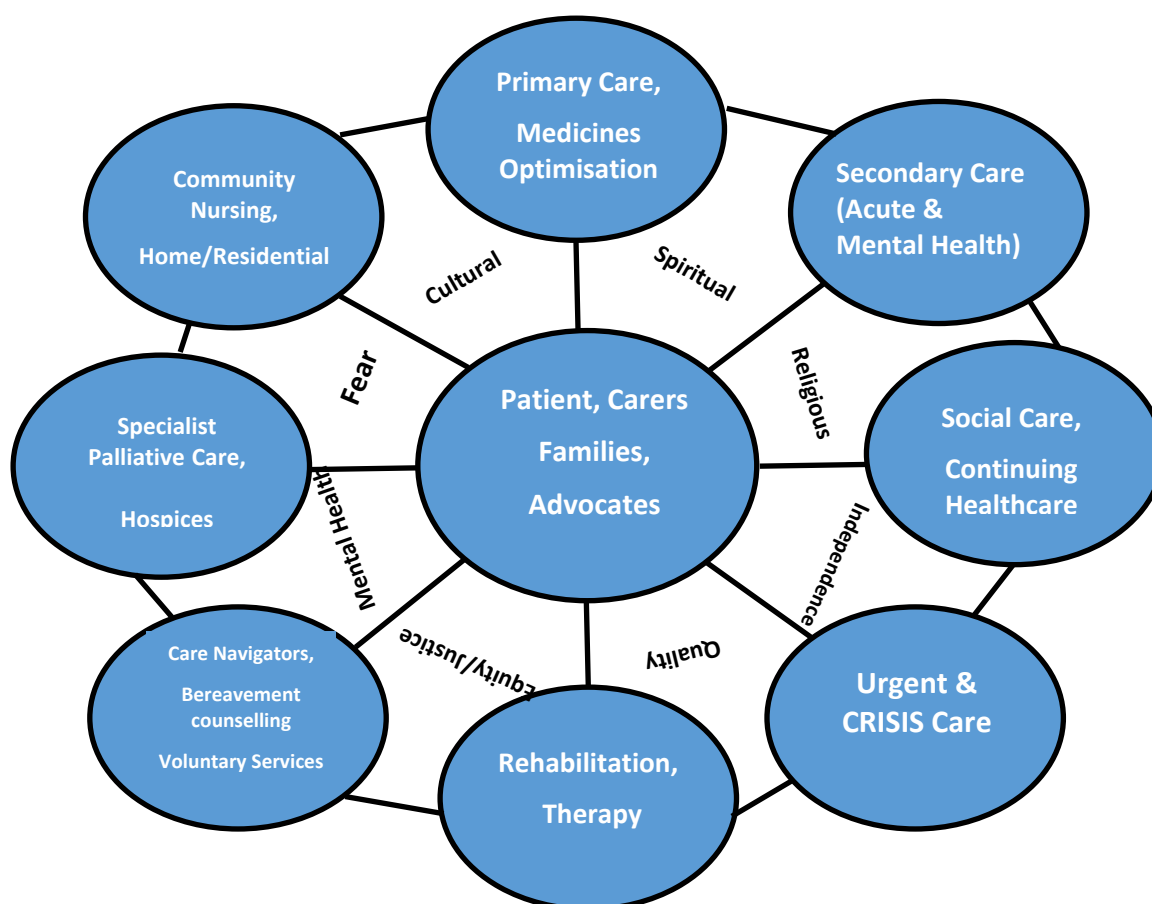 Primary Care,
Medicines
Optimisation
Secondary Care
(Acute &
Mental Health)
Social Care,
Continuing
Healthcare
Urgent &
CRISIS Care
Rehabilitation,
Therapy
Care Navigators,
Bereavement
counselling
Voluntary Services
Specialist
Palliative Care,
Hospices
Community
Nursing,
Home/Residential
Patient, Carers
Families,
Advocates
Cultural
Spiritual
Religious
Independence
Quality
Equity/Justice
Mental Health
Fear